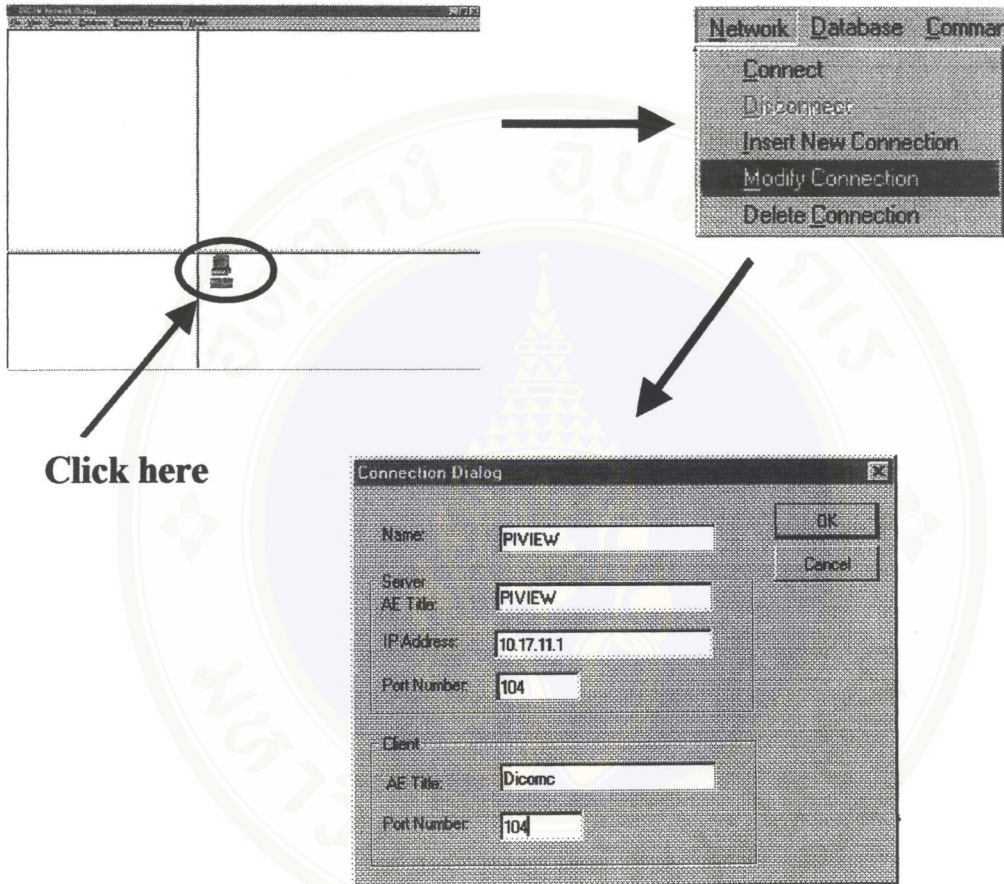 Network Database Commar
Connect
Disconnect
Insert New Connection
Modify Connection
Delete Connection
Click here
Connection Dialog
OK
Cancel
Name: PIVIEW
Server
AE Title: PIVIEW
IP Address: 10.17.11.1
Port Number: 104
Client
AE Title: Dicomc
Port Number: 104